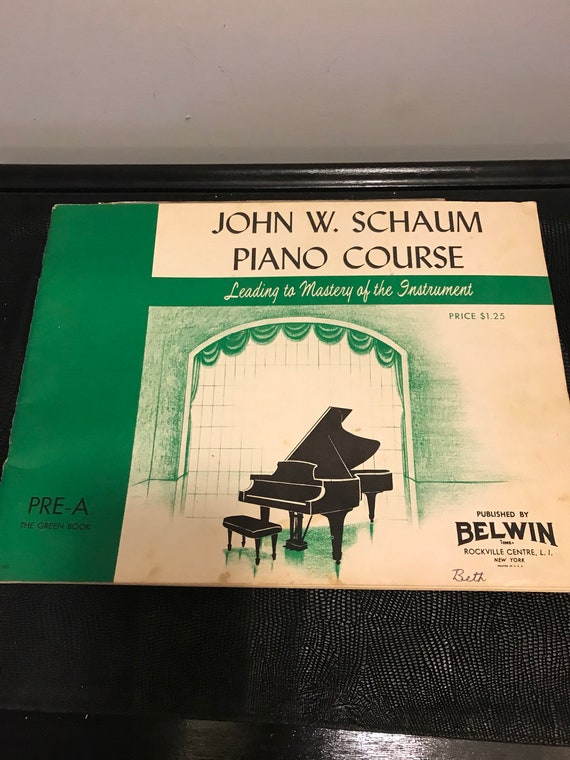 JOHN W. SCHAUM
PIANO COURSE
Leading to Mastery of the Instrument
PRICE $1.25
PRE-A
THE GREEN BOOK
PUBLISHED BY
BELWIN
INC.
ROCKVILLE CENTRE, L. I.
NEW YORK
Beth